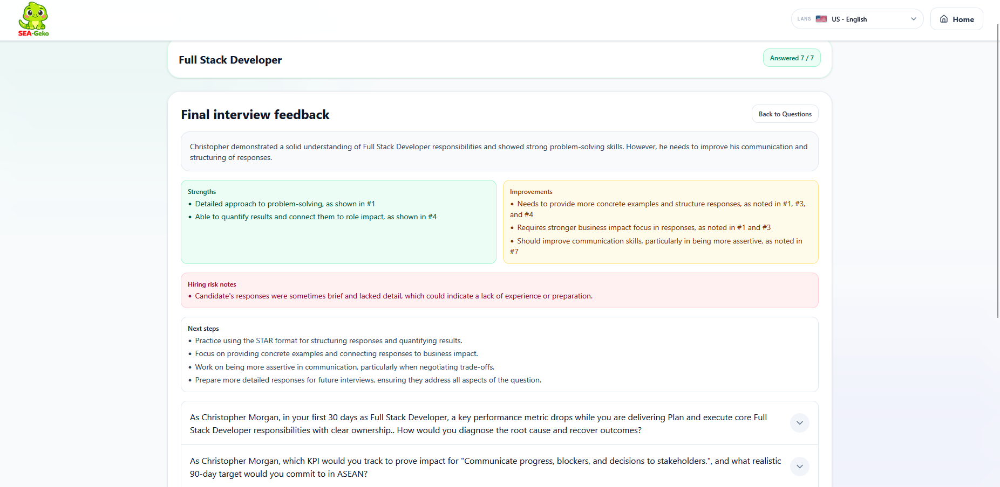 SEA-Geko
LANG US - English
Home
Full Stack Developer
Answered 7 / 7
Final interview feedback
Back to Questions
Christopher demonstrated a solid understanding of Full Stack Developer responsibilities and showed strong problem-solving skills. However, he needs to improve his communication and
structuring of responses.
Strengths
• Detailed approach to problem-solving, as shown in #1
• Able to quantify results and connect them to role impact, as shown in #4
Improvements
• Needs to provide more concrete examples and structure responses, as noted in #1, #3,
and #4
• Requires stronger business impact focus in responses, as noted in #1 and #3
• Should improve communication skills, particularly in being more assertive, as noted in
#7
Hiring risk notes
• Candidate's responses were sometimes brief and lacked detail, which could indicate a lack of experience or preparation.
Next steps
• Practice using the STAR format for structuring responses and quantifying results.
• Focus on providing concrete examples and connecting responses to business impact.
• Work on being more assertive in communication, particularly when negotiating trade-offs.
• Prepare more detailed responses for future interviews, ensuring they address all aspects of the question.
As Christopher Morgan, in your first 30 days as Full Stack Developer, a key performance metric drops while you are delivering Plan and execute core Full
Stack Developer responsibilities with clear ownership.. How would you diagnose the root cause and recover outcomes?
As Christopher Morgan, which KPI would you track to prove impact for "Communicate progress, blockers, and decisions to stakeholders.", and what realistic
90-day target would you commit to in ASEAN?